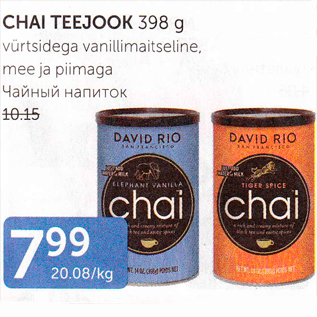 CHAI TEEJOOK 398 g
vürtsidega vanillimaitseline,
mee ja piimaga
Чайный напиток
10.15
DAVID RIO
SAN FRANCISCO
ELEPHANT VANILLA
chai
DAVID RIO
SAN FRANCISCO
TIGER SPICE
chai
7.99
20.08/kg